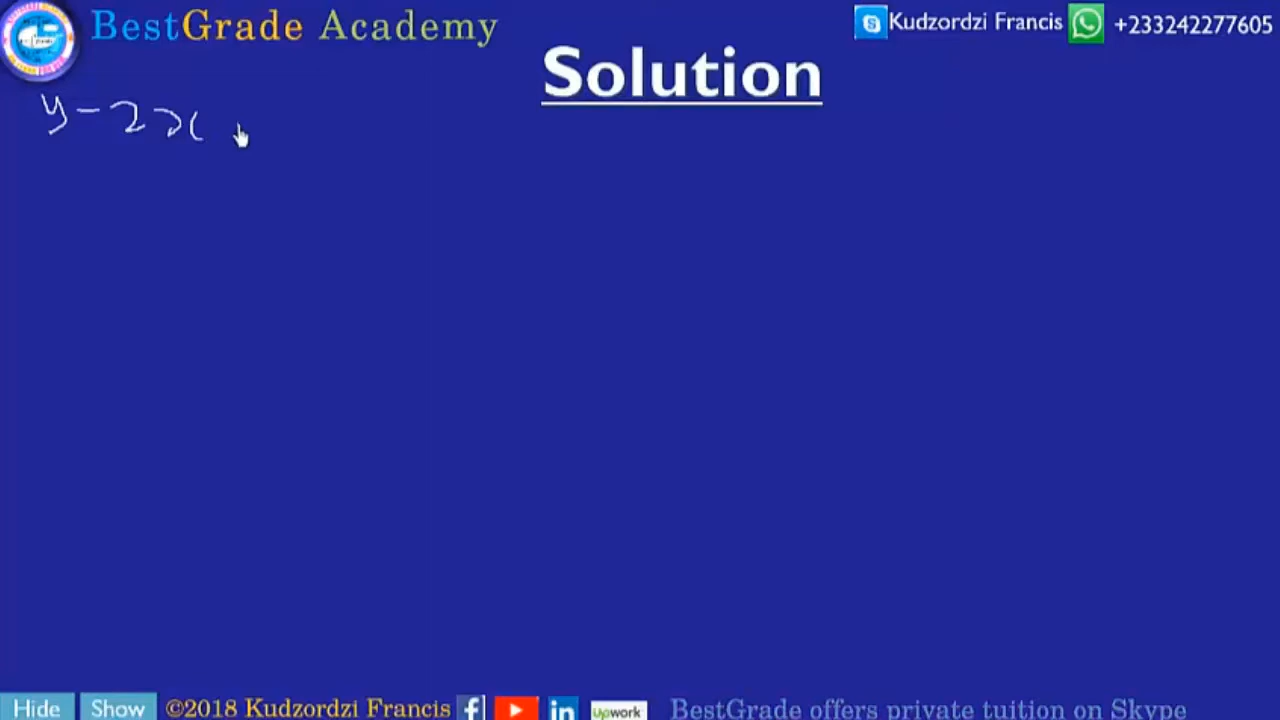 BestGrade Academy
Kudzordzi Francis
+233242277605
Solution
y - 2x
Hide
Show
©2018 Kudzordzi Francis
f
in
Upwork
BestGrade offers private tuition on Skype